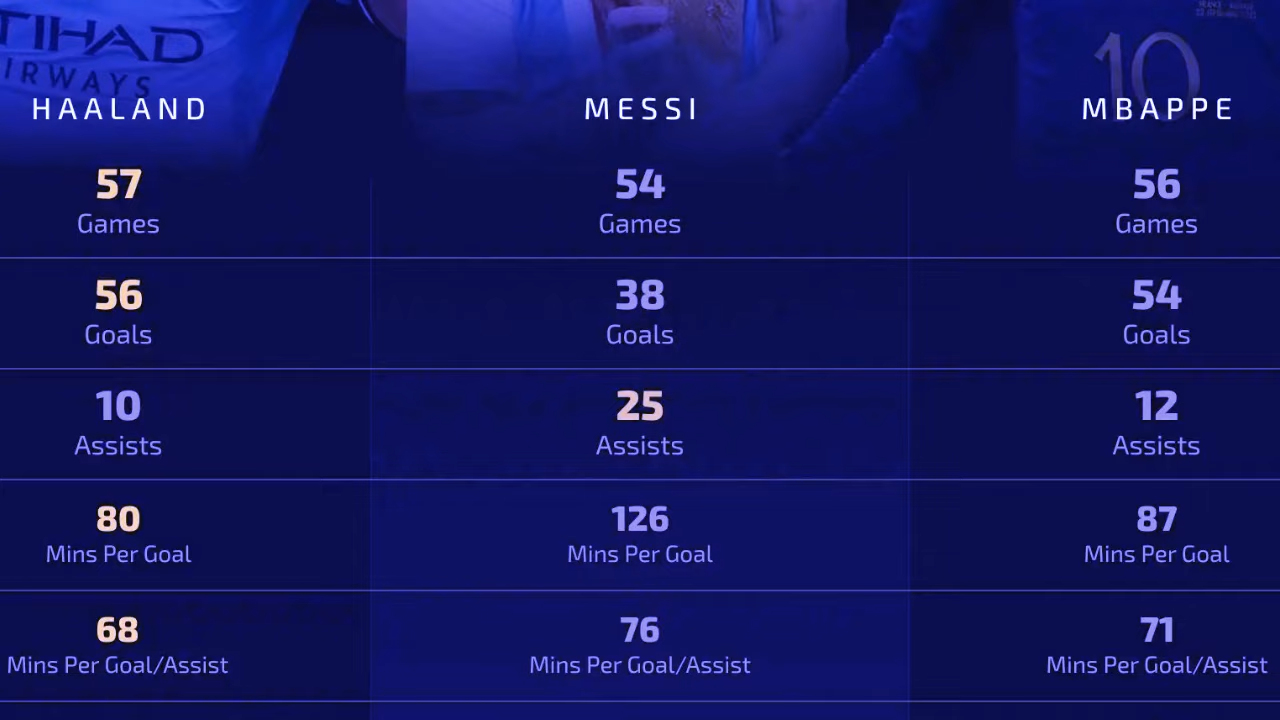 TIHAD
IRWAYS
10
HAALAND MESSI MBAPPE
57 54 56
Games Games Games
56 38 54
Goals Goals Goals
10 25 12
Assists Assists Assists
80 126 87
Mins Per Goal Mins Per Goal Mins Per Goal
68 76 71
Mins Per Goal/Assist Mins Per Goal/Assist Mins Per Goal/Assist